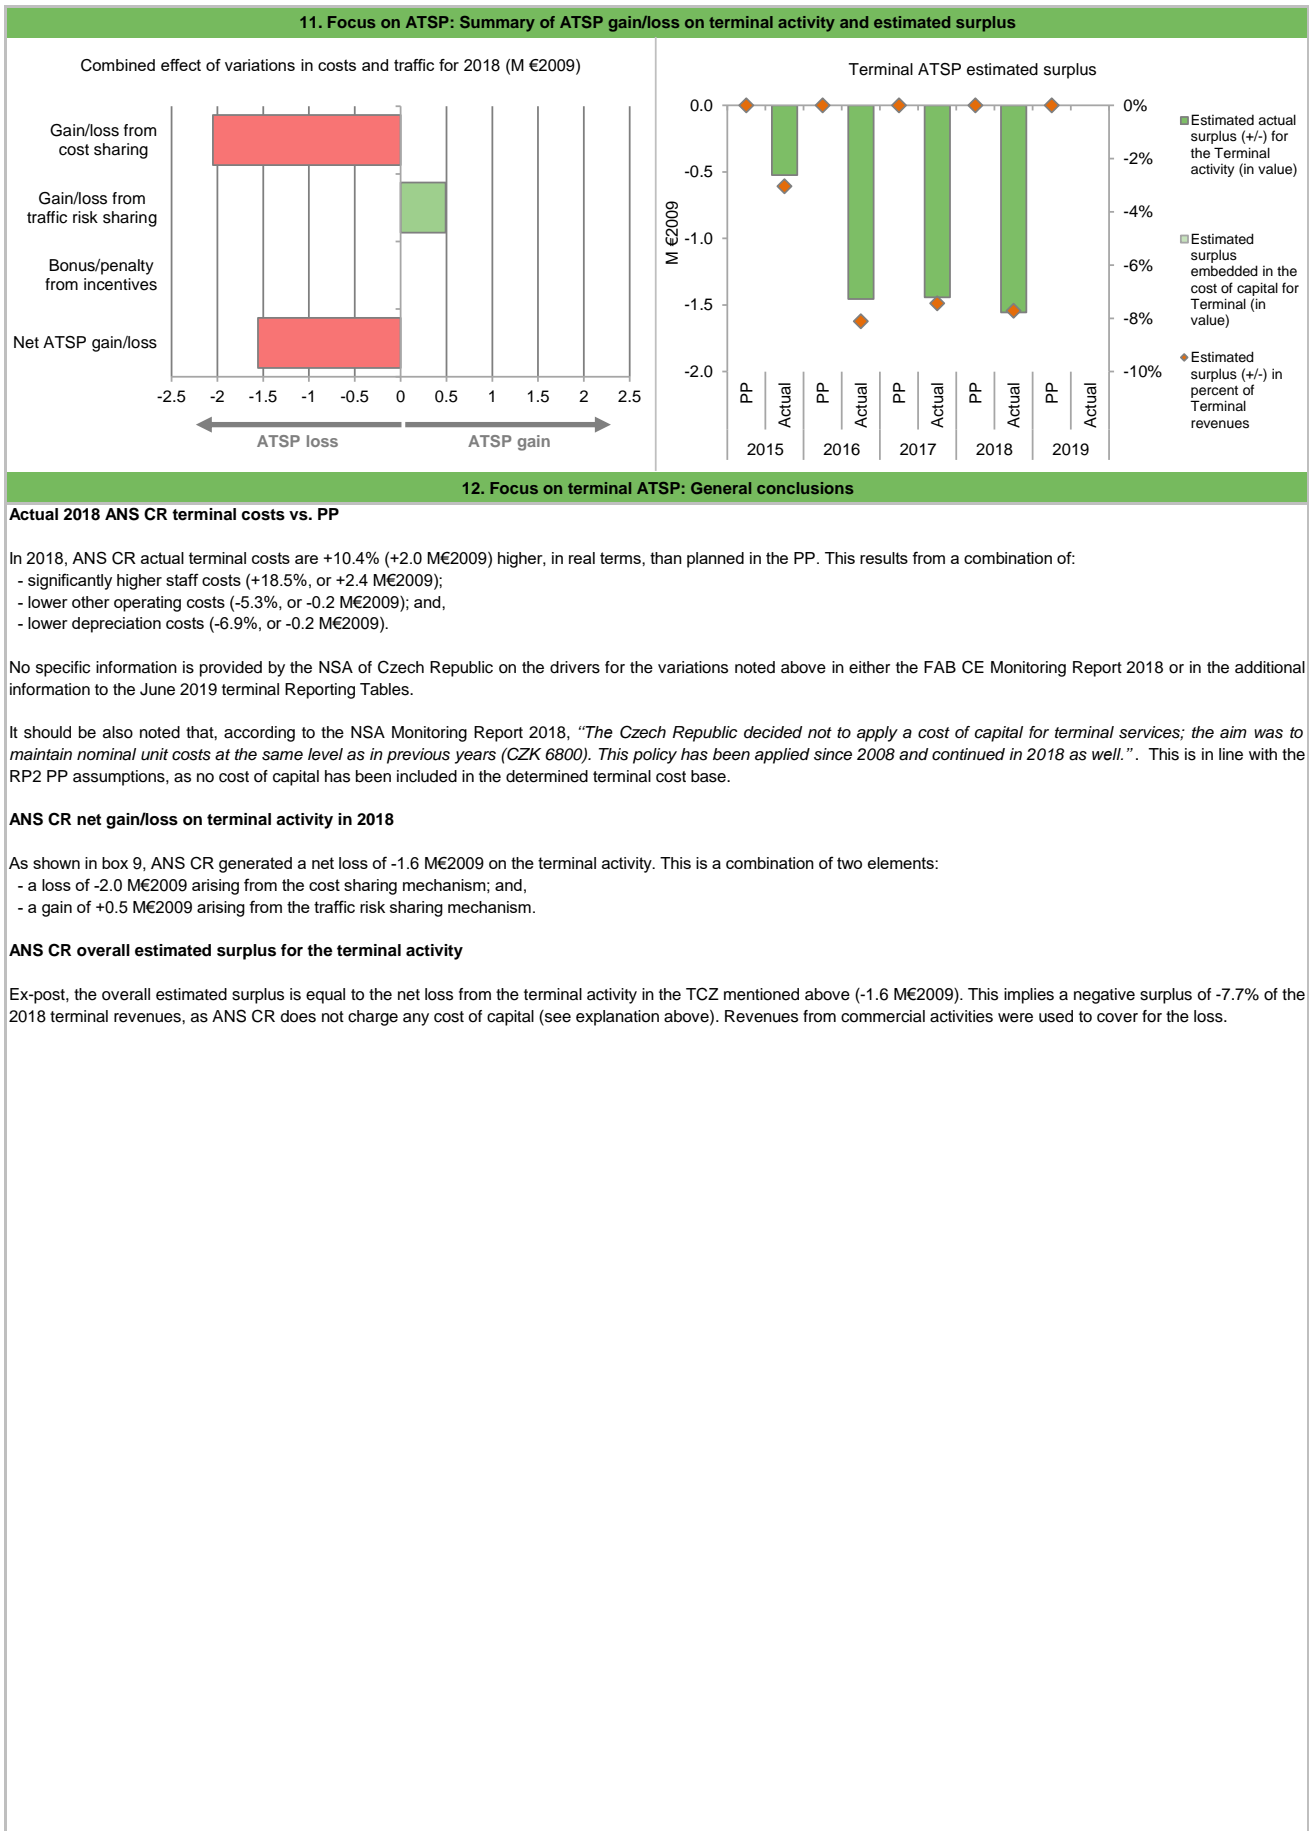 11. Focus on ATSP: Summary of ATSP gain/loss on terminal activity and estimated surplus
Combined effect of variations in costs and traffic for 2018 (M €2009)
Gain/loss from
cost sharing
Gain/loss from
traffic risk sharing
Bonus/penalty
from incentives
Net ATSP gain/loss
-2.5 -2 -1.5 -1 -0.5 0 0.5 1 1.5 2 2.5
ATSP loss ATSP gain
Terminal ATSP estimated surplus
M €2009
0.0
-0.5
-1.0
-1.5
-2.0
0%
-2%
-4%
-6%
-8%
-10%
PP Actual PP Actual PP Actual PP Actual PP Actual
2015 2016 2017 2018 2019
Estimated actual
surplus (+/-) for
the Terminal
activity (in value)
Estimated
surplus
embedded in the
cost of capital for
Terminal (in
value)
Estimated
surplus (+/-) in
percent of
Terminal
revenues
12. Focus on terminal ATSP: General conclusions
Actual 2018 ANS CR terminal costs vs. PP
In 2018, ANS CR actual terminal costs are +10.4% (+2.0 M€2009) higher, in real terms, than planned in the PP. This results from a combination of:
- significantly higher staff costs (+18.5%, or +2.4 M€2009);
- lower other operating costs (-5.3%, or -0.2 M€2009); and,
- lower depreciation costs (-6.9%, or -0.2 M€2009).
No specific information is provided by the NSA of Czech Republic on the drivers for the variations noted above in either the FAB CE Monitoring Report 2018 or in the additional
information to the June 2019 terminal Reporting Tables.
It should be also noted that, according to the NSA Monitoring Report 2018, “The Czech Republic decided not to apply a cost of capital for terminal services; the aim was to
maintain nominal unit costs at the same level as in previous years (CZK 6800). This policy has been applied since 2008 and continued in 2018 as well.” . This is in line with the
RP2 PP assumptions, as no cost of capital has been included in the determined terminal cost base.
ANS CR net gain/loss on terminal activity in 2018
As shown in box 9, ANS CR generated a net loss of -1.6 M€2009 on the terminal activity. This is a combination of two elements:
- a loss of -2.0 M€2009 arising from the cost sharing mechanism; and,
- a gain of +0.5 M€2009 arising from the traffic risk sharing mechanism.
ANS CR overall estimated surplus for the terminal activity
Ex-post, the overall estimated surplus is equal to the net loss from the terminal activity in the TCZ mentioned above (-1.6 M€2009). This implies a negative surplus of -7.7% of the
2018 terminal revenues, as ANS CR does not charge any cost of capital (see explanation above). Revenues from commercial activities were used to cover for the loss.